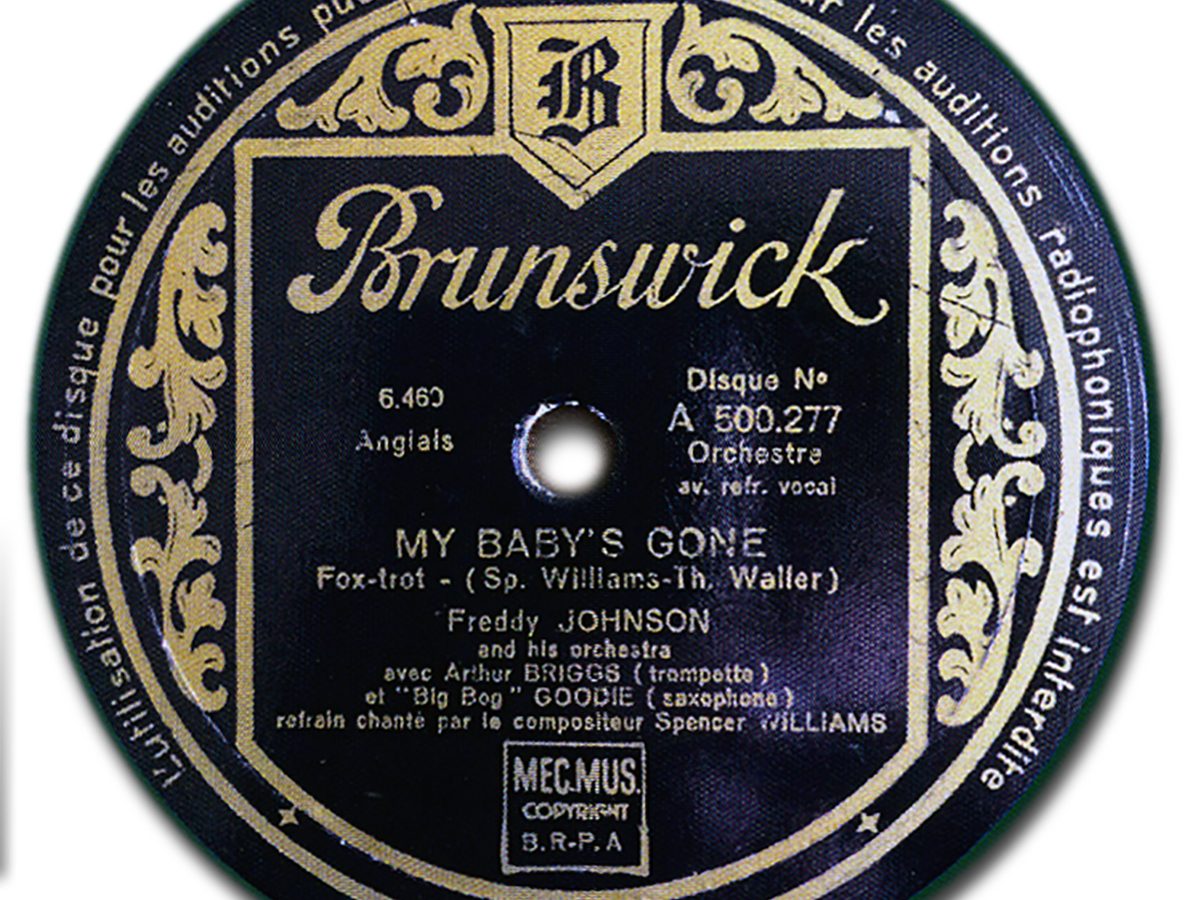 L'utilisation de ce disque pour les auditions
les auditions radiophoniques est interdite
B
Brunswick
6.460
Anglais
Disque Nº
A 500.277
Orchestre
av. refr. vocal
MY BABY'S GONE
Fox-trot - (Sp. Williams-Th. Waller)
Freddy JOHNSON
and his orchestra
avec Arthur BRIGGS (trompette)
et "Big Bog" GOODIE (saxophone)
refrain chanté par le compositeur Spencer WILLIAMS
MEC.MUS.
COPYRIGHT
B.R-P.A